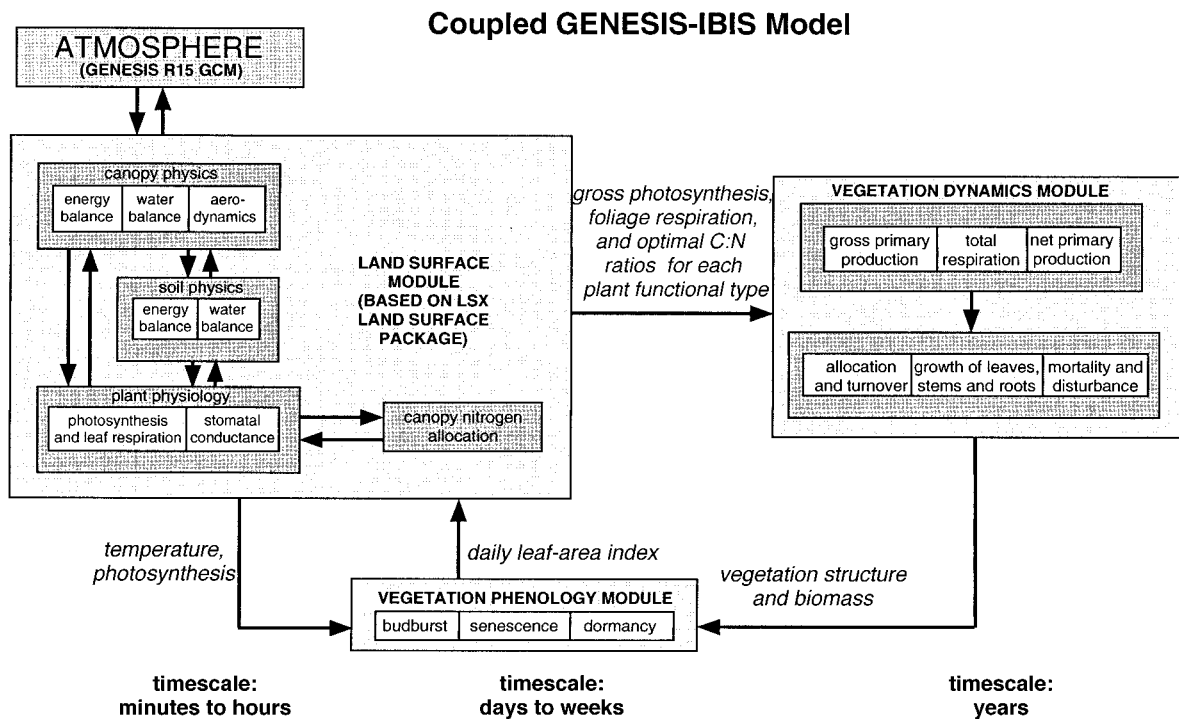 Coupled GENESIS-IBIS Model
ATMOSPHERE
(GENESIS R15 GCM)
canopy physics
energy balance
water balance
aero-dynamics
soil physics
energy balance
water balance
plant physiology
photosynthesis and leaf respiration
stomatal conductance
canopy nitrogen
allocation
LAND SURFACE
MODULE
(BASED ON LSX
LAND SURFACE
PACKAGE)
gross photosynthesis,
foliage respiration,
and optimal C:N
ratios for each
plant functional type
VEGETATION DYNAMICS MODULE
gross primary production
total respiration
net primary production
allocation and turnover
growth of leaves, stems and roots
mortality and disturbance
temperature,
photosynthesis
daily leaf-area index
vegetation structure
and biomass
VEGETATION PHENOLOGY MODULE
budburst
senescence
dormancy
timescale:
minutes to hours
timescale:
days to weeks
timescale:
years